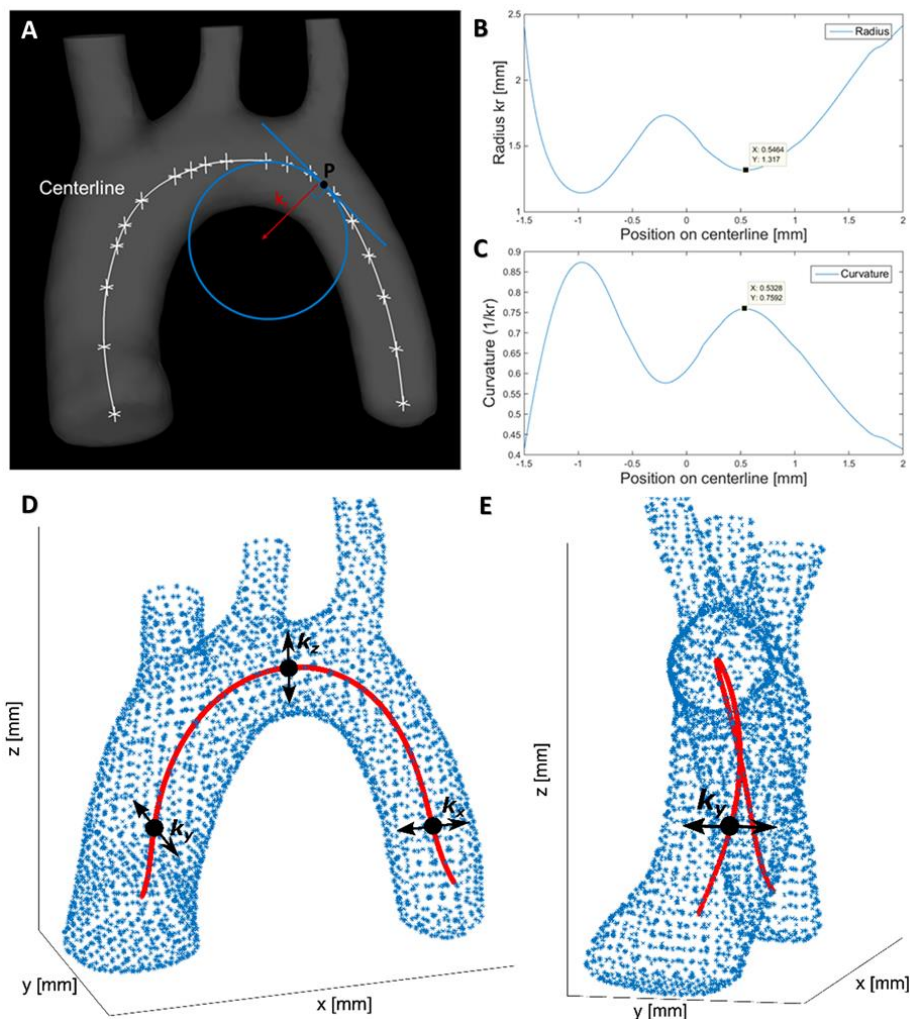 A
Centerline
P
k
B
Radius kr [mm]
2.5
2
1.5
1
Radius
X: 0.5464
Y: 1.317
-1.5 -1 -0.5 0 0.5 1 1.5 2
Position on centerline [mm]
C
Curvature (1/kr)
0.9
0.85
0.8
0.75
0.7
0.65
0.6
0.55
0.5
0.45
0.4
Curvature
X: 0.5328
Y: 0.7592
-1.5 -1 -0.5 0 0.5 1 1.5 2
Position on centerline [mm]
D
kz
ky
kx
z [mm]
y [mm]
x [mm]
E
ky
z [mm]
y [mm]
x [mm]